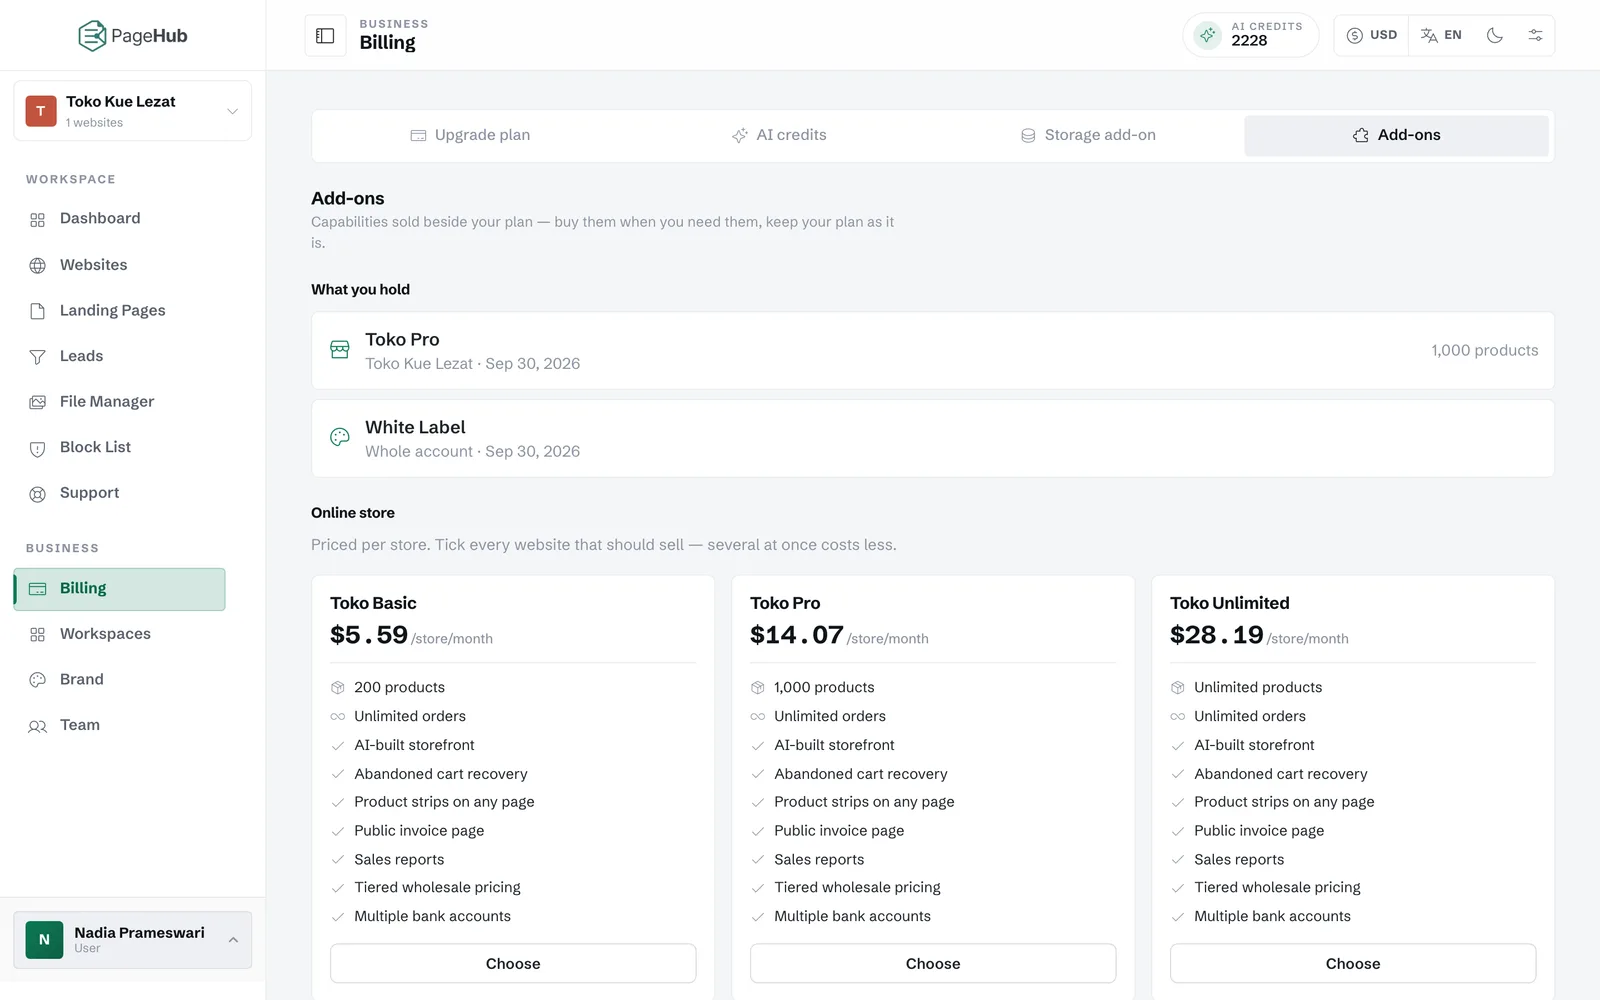 PageHub
BUSINESS
Billing
AI CREDITS
2228
USD
EN
T
Toko Kue Lezat
1 websites
WORKSPACE
Dashboard
Websites
Landing Pages
Leads
File Manager
Block List
Support
BUSINESS
Billing
Workspaces
Brand
Team
N
Nadia Prameswari
User
Upgrade plan
AI credits
Storage add-on
Add-ons
Add-ons
Capabilities sold beside your plan — buy them when you need them, keep your plan as it
is.
What you hold
Toko Pro
Toko Kue Lezat · Sep 30, 2026
1,000 products
White Label
Whole account · Sep 30, 2026
Online store
Priced per store. Tick every website that should sell — several at once costs less.
Toko Basic
$5.59 /store/month
200 products
Unlimited orders
AI-built storefront
Abandoned cart recovery
Product strips on any page
Public invoice page
Sales reports
Tiered wholesale pricing
Multiple bank accounts
Choose
Toko Pro
$14.07 /store/month
1,000 products
Unlimited orders
AI-built storefront
Abandoned cart recovery
Product strips on any page
Public invoice page
Sales reports
Tiered wholesale pricing
Multiple bank accounts
Choose
Toko Unlimited
$28.19 /store/month
Unlimited products
Unlimited orders
AI-built storefront
Abandoned cart recovery
Product strips on any page
Public invoice page
Sales reports
Tiered wholesale pricing
Multiple bank accounts
Choose